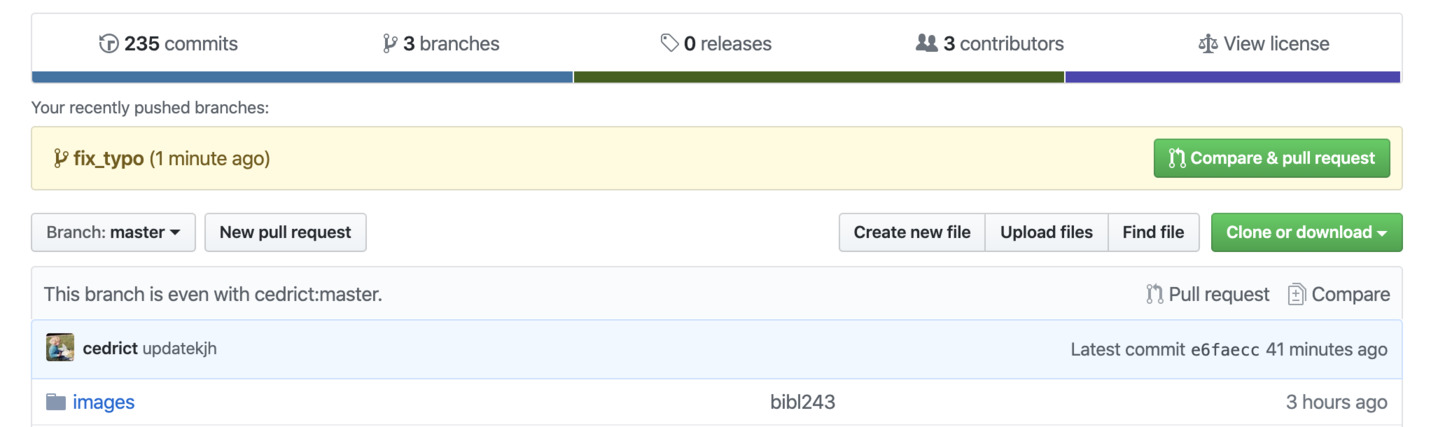 235 commits 3 branches 0 releases 3 contributors View license
Your recently pushed branches:
fix_typo (1 minute ago) Compare & pull request
Branch: master New pull request Create new file Upload files Find file Clone or download
This branch is even with cedrict:master. Pull request Compare
cedrict updatekjh Latest commit e6faecc 41 minutes ago
images bibl243 3 hours ago